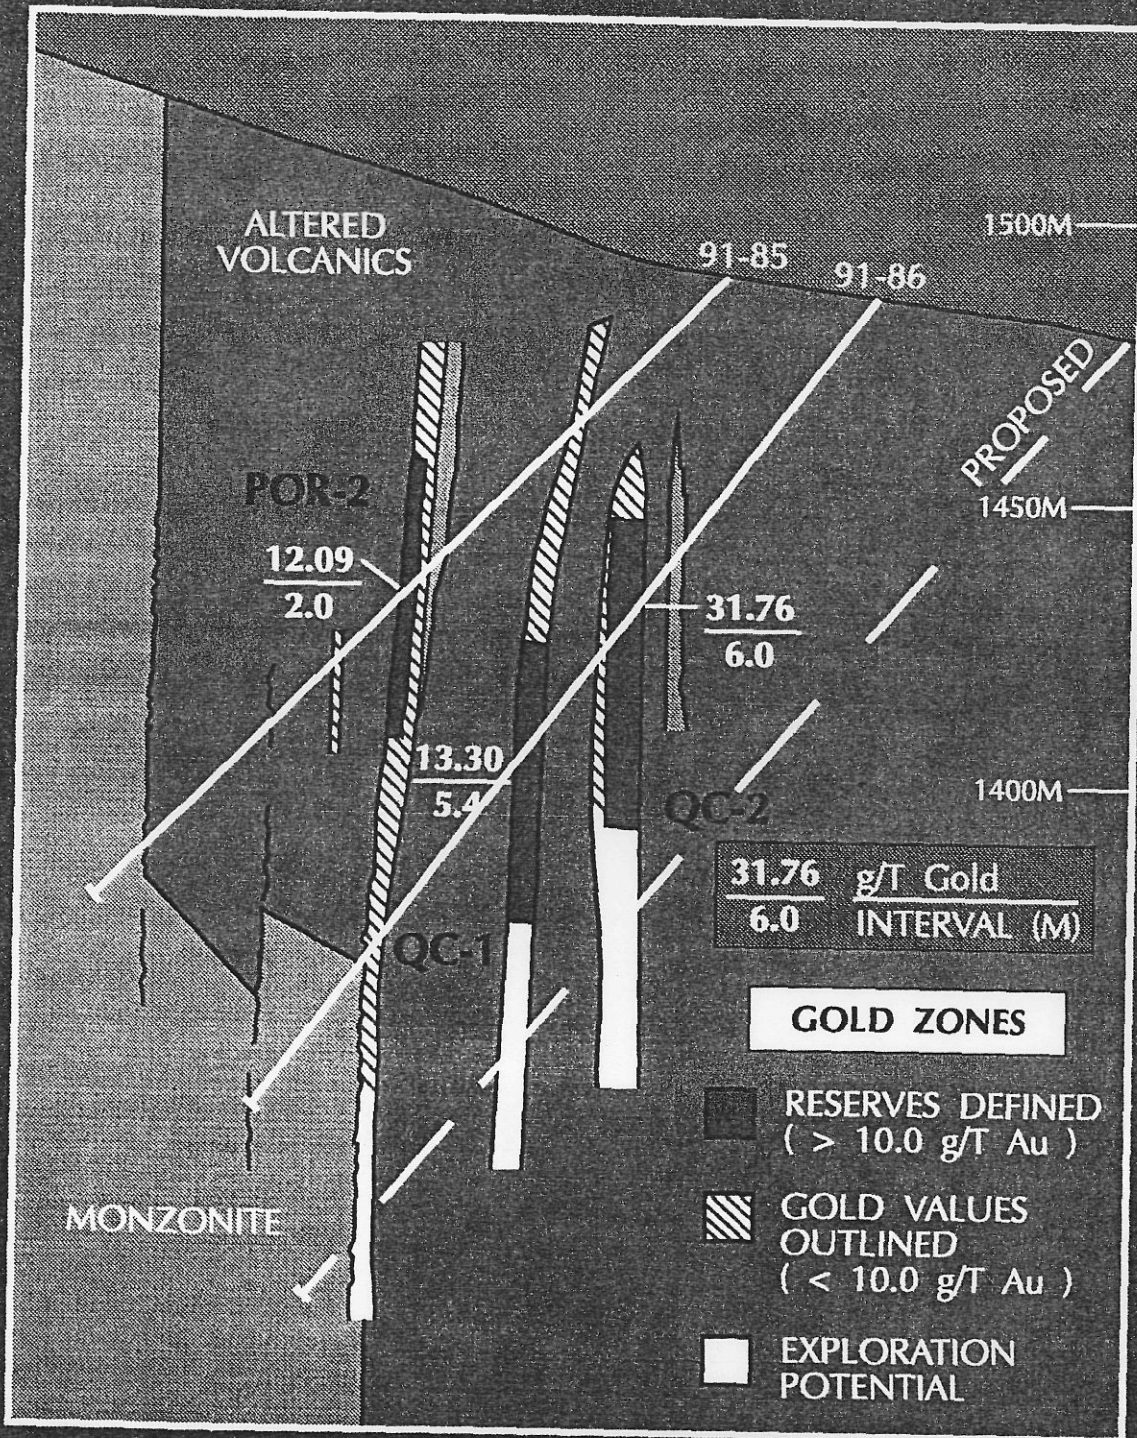 ALTERED
VOLCANICS
1500M
91-85
91-86
PROPOSED
POR-2
1450M
12.09
2.0
31.76
6.0
13.30
5.4
1400M
QC-2
31.76 g/T Gold
6.0 INTERVAL (M)
QC-1
GOLD ZONES
RESERVES DEFINED
( > 10.0 g/T Au )
MONZONITE
GOLD VALUES
OUTLINED
( < 10.0 g/T Au )
EXPLORATION
POTENTIAL